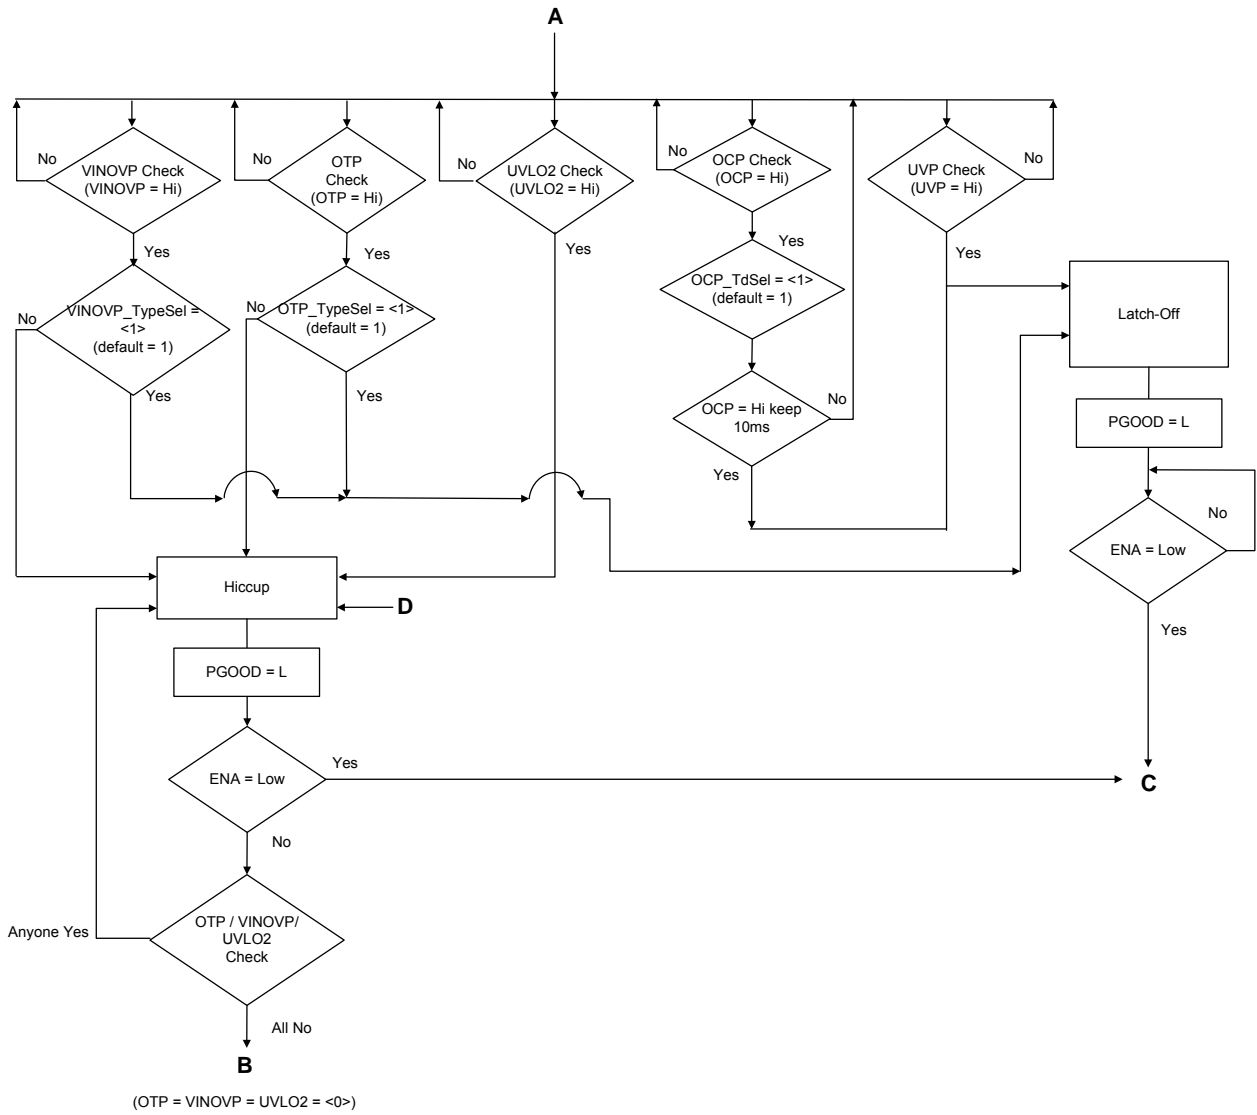 A
No
VINOVP Check
(VINOVP = Hi)
Yes
No
OTP
Check
(OTP = Hi)
Yes
No
UVLO2 Check
(UVLO2 = Hi)
Yes
No
OCP Check
(OCP = Hi)
Yes
UVP Check
(UVP = Hi)
No
Yes
No
VINOVP_TypeSel =
<1>
(default = 1)
Yes
No
OTP_TypeSel = <1>
(default = 1)
Yes
OCP_TdSel = <1>
(default = 1)
OCP = Hi keep
10ms
No
Yes
Latch-Off
PGOOD = L
No
ENA = Low
Yes
C
Hiccup
D
PGOOD = L
ENA = Low
Yes
No
OTP / VINOVP/
UVLO2
Check
Anyone Yes
All No
B
(OTP = VINOVP = UVLO2 = <0>)